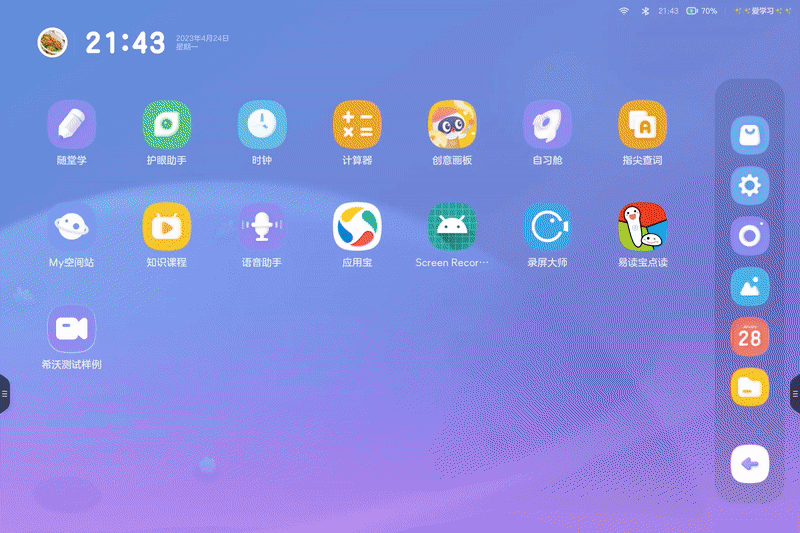 21:43 70% 爱学习
21:43
2023年4月24日
星期一
随堂学 护眼助手 时钟 计算器 创意画板 自习舱 指尖查词
My空间站 知识课程 语音助手 应用宝 Screen Recor… 录屏大师 易读宝点读
希沃测试样例
A
28